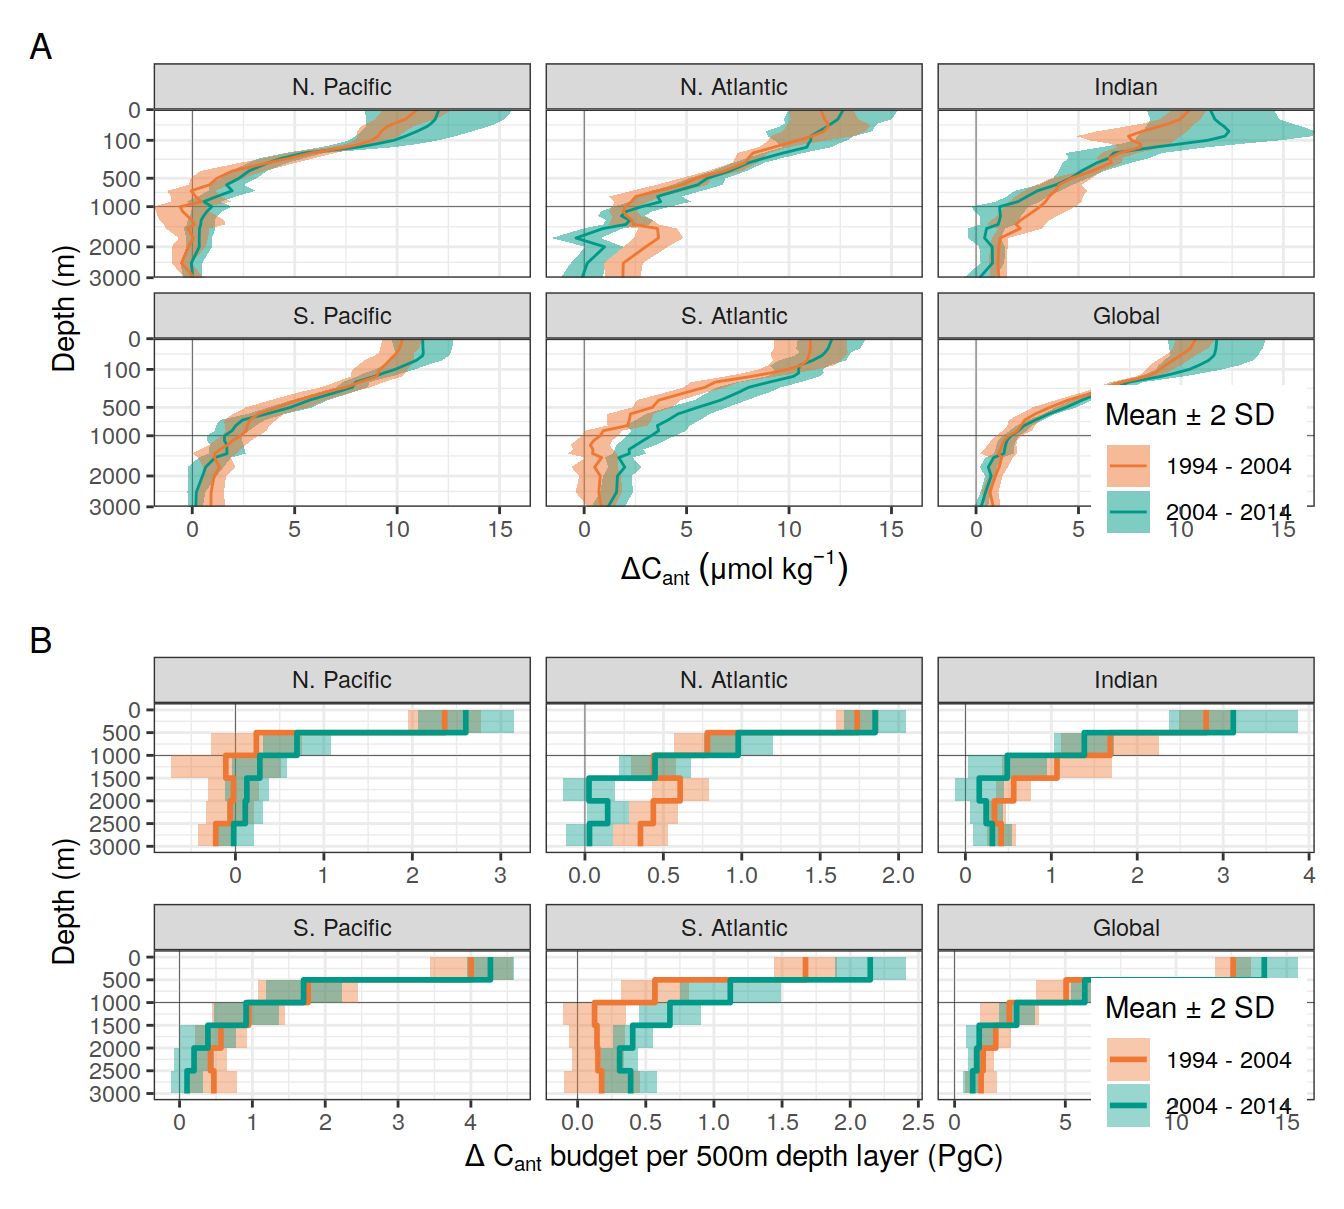 A
N. Pacific N. Atlantic Indian
0
100
500
1000
2000
3000
S. Pacific S. Atlantic Global
0
100
500
1000
2000
3000
Depth (m)
0 5 10 15 0 5 10 15 0 5 10 15
Mean ± 2 SD
1994 - 2004
2004 - 2014
ΔCant (μmol kg−1)
B
N. Pacific N. Atlantic Indian
0
500
1000
1500
2000
2500
3000
0 1 2 3 0.0 0.5 1.0 1.5 2.0 0 1 2 3 4
S. Pacific S. Atlantic Global
0
500
1000
1500
2000
2500
3000
Depth (m)
0 1 2 3 4 0.0 0.5 1.0 1.5 2.0 2.5 0 5 10 15
Mean ± 2 SD
1994 - 2004
2004 - 2014
Δ Cant budget per 500m depth layer (PgC)